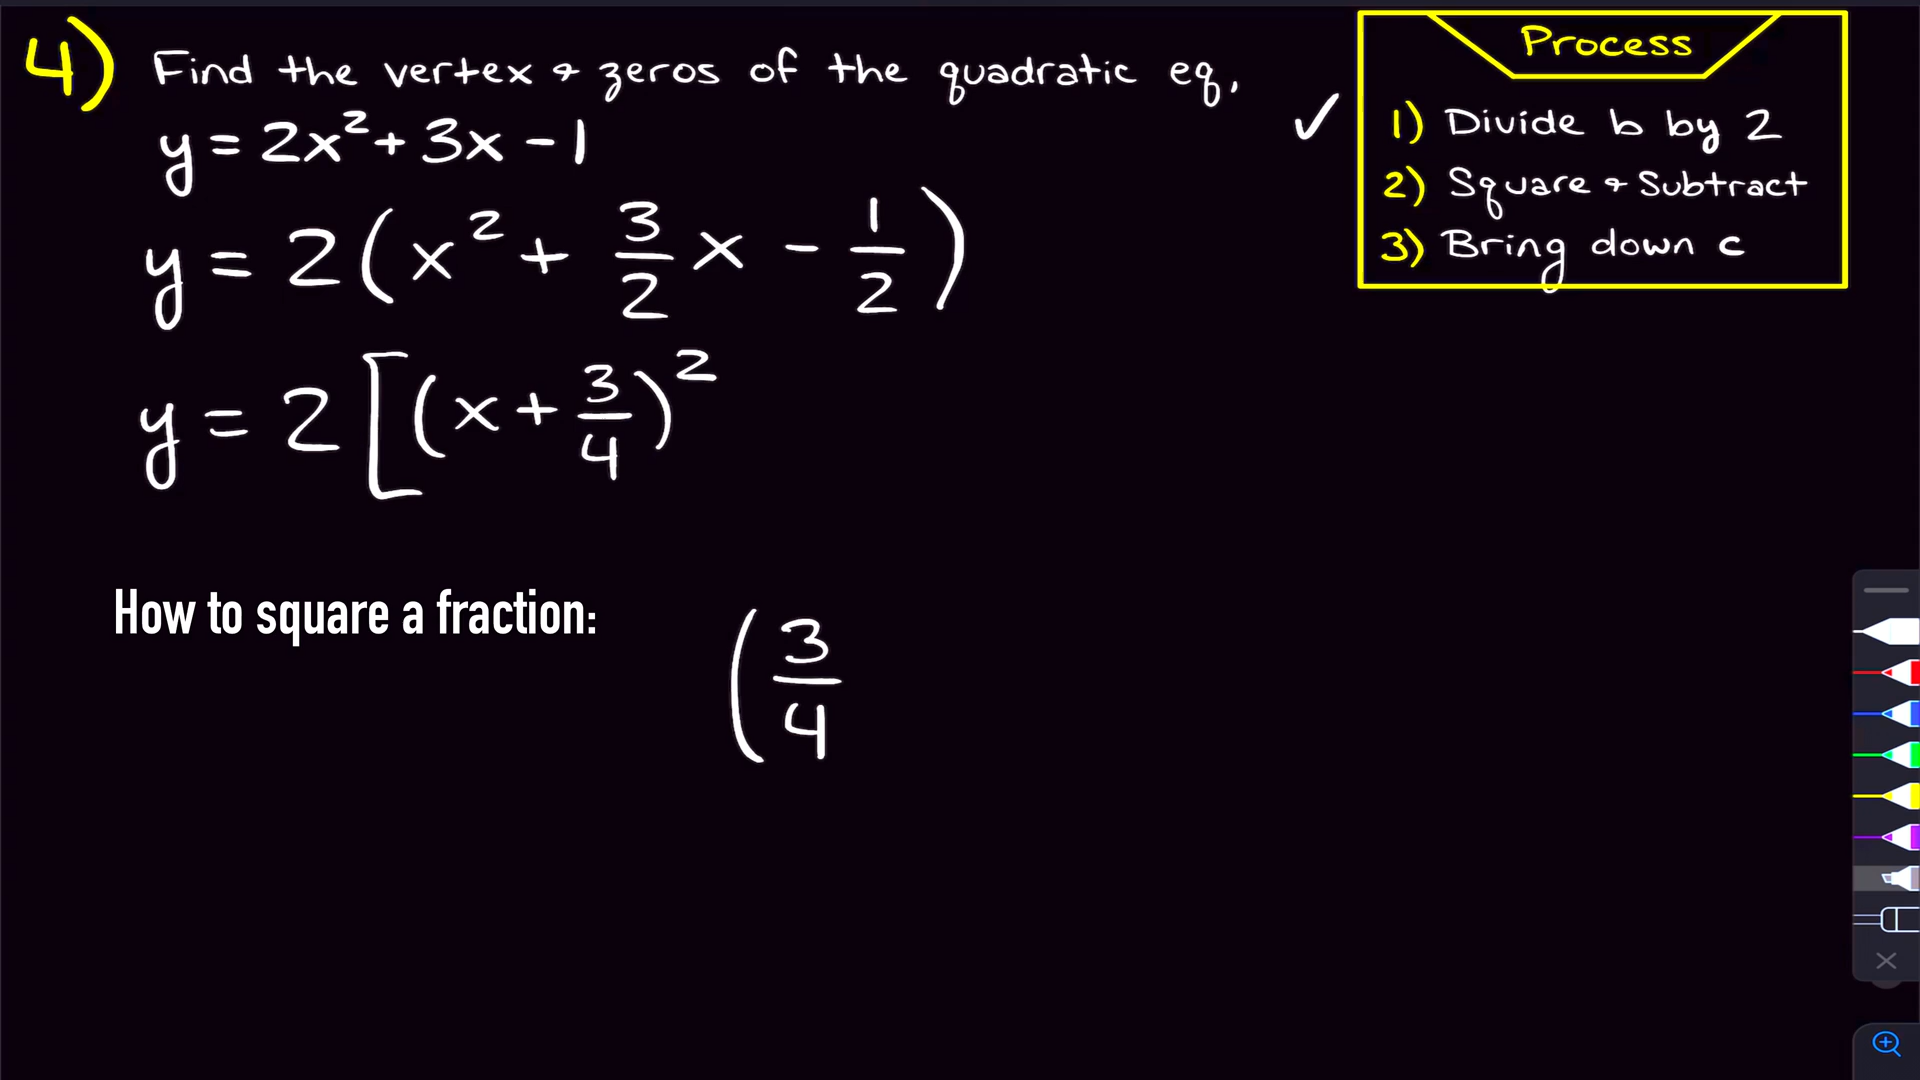 4) Find the vertex & zeros of the quadratic eq.
y = 2x² + 3x - 1
y = 2(x² + 3/2 x - 1/2)
y = 2[(x + 3/4)²
How to square a fraction:
(3/4
Process
✓ 1) Divide b by 2
2) Square & Subtract
3) Bring down c